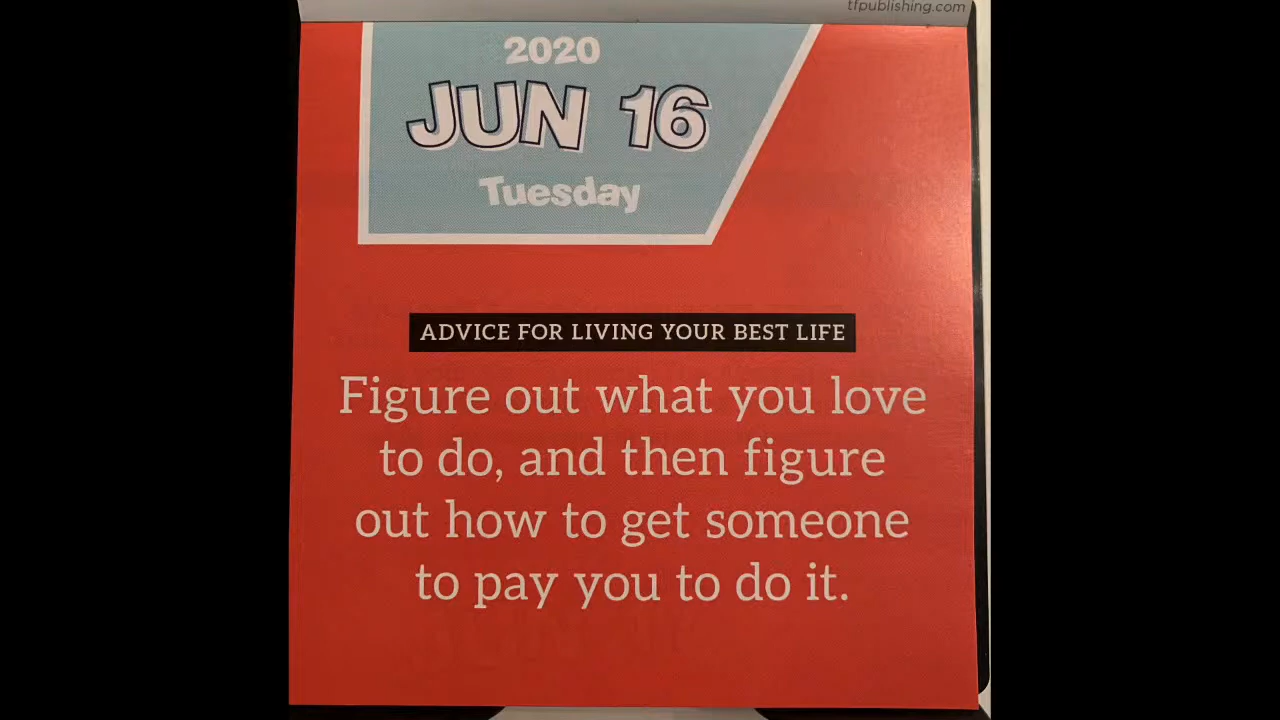 tfpublishing.com
2020
JUN 16
Tuesday
ADVICE FOR LIVING YOUR BEST LIFE
Figure out what you love
to do, and then figure
out how to get someone
to pay you to do it.